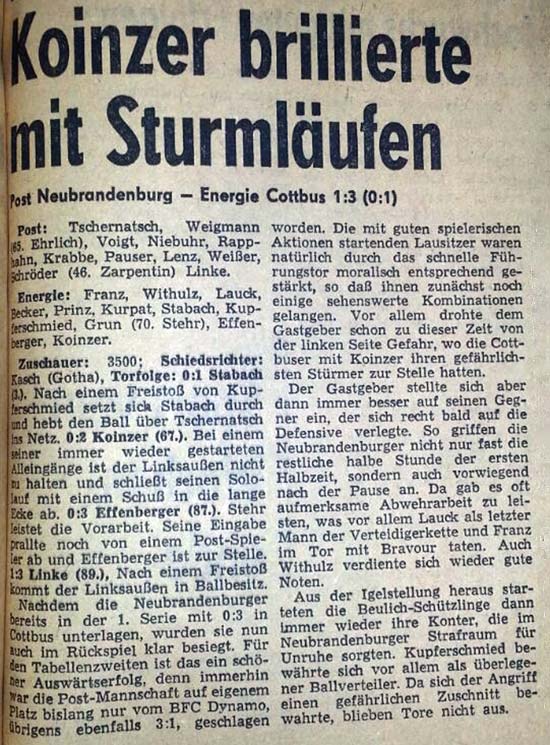 Koinzer brillierte
mit Sturmläufen
Post Neubrandenburg – Energie Cottbus 1:3 (0:1)
Post: Tschernatsch, Weigmann
(65. Ehrlich), Voigt, Niebuhr, Rapp-
hahn, Krabbe, Pauser, Lenz, Weißer,
Schröder (46. Zarpentin) Linke.
Energie: Franz, Withulz, Lauck,
Becker, Prinz, Kurpat, Stabach, Kup-
ferschmied, Grun (70. Stehr), Effen-
berger, Koinzer.
Zuschauer: 3500; Schiedsrichter:
Kasch (Gotha), Torfolge: 0:1 Stabach
(3.). Nach einem Freistoß von Kup-
ferschmied setzt sich Stabach durch
und hebt den Ball über Tschernatsch
ins Netz. 0:2 Koinzer (67.). Bei einem
seiner immer wieder gestarteten
Alleingänge ist der Linksaußen nicht
zu halten und schließt seinen Solo-
lauf mit einem Schuß in die lange
Ecke ab. 0:3 Effenberger (87.). Stehr
leistet die Vorarbeit. Seine Eingabe
prallte noch von einem Post-Spie-
ler ab und Effenberger ist zur Stelle.
1:3 Linke (89.), Nach einem Freistoß
kommt der Linksaußen in Ballbesitz.
Nachdem die Neubrandenburger
bereits in der 1. Serie mit 0:3 in
Cottbus unterlagen, wurden sie nun
auch im Rückspiel klar besiegt. Für
den Tabellenzweiten ist das ein schö-
ner Auswärtserfolg, denn immerhin
war die Post-Mannschaft auf eigenem
Platz bislang nur vom BFC Dynamo,
übrigens ebenfalls 3:1, geschlagen
worden. Die mit guten spielerischen
Aktionen startenden Lausitzer waren
natürlich durch das schnelle Füh-
rungstor moralisch entsprechend ge-
stärkt, so daß ihnen zunächst noch
einige sehenswerte Kombinationen
gelangen. Vor allem drohte dem
Gastgeber schon zu dieser Zeit von
der linken Seite Gefahr, wo die Cott-
buser mit Koinzer ihren gefährlich-
sten Stürmer zur Stelle hatten.
Der Gastgeber stellte sich aber
dann immer besser auf seinen Geg-
ner ein, der sich recht bald auf die
Defensive verlegte. So griffen die
Neubrandenburger nicht nur fast die
restliche halbe Stunde der ersten
Halbzeit, sondern auch vorwiegend
nach der Pause an. Da gab es oft
aufmerksame Abwehrarbeit zu lei-
sten, was vor allem Lauck als letzter
Mann der Verteidigerkette und Franz
im Tor mit Bravour taten. Auch
Withulz verdiente sich wieder gute
Noten.
Aus der Igelstellung heraus star-
teten die Beulich-Schützlinge dann
immer wieder ihre Konter, die im
Neubrandenburger Strafraum für
Unruhe sorgten. Kupferschmied be-
währte sich vor allem als überlege-
ner Ballverteiler. Da sich der Angriff
einen gefährlichen Zuschnitt be-
wahrte, blieben Tore nicht aus.